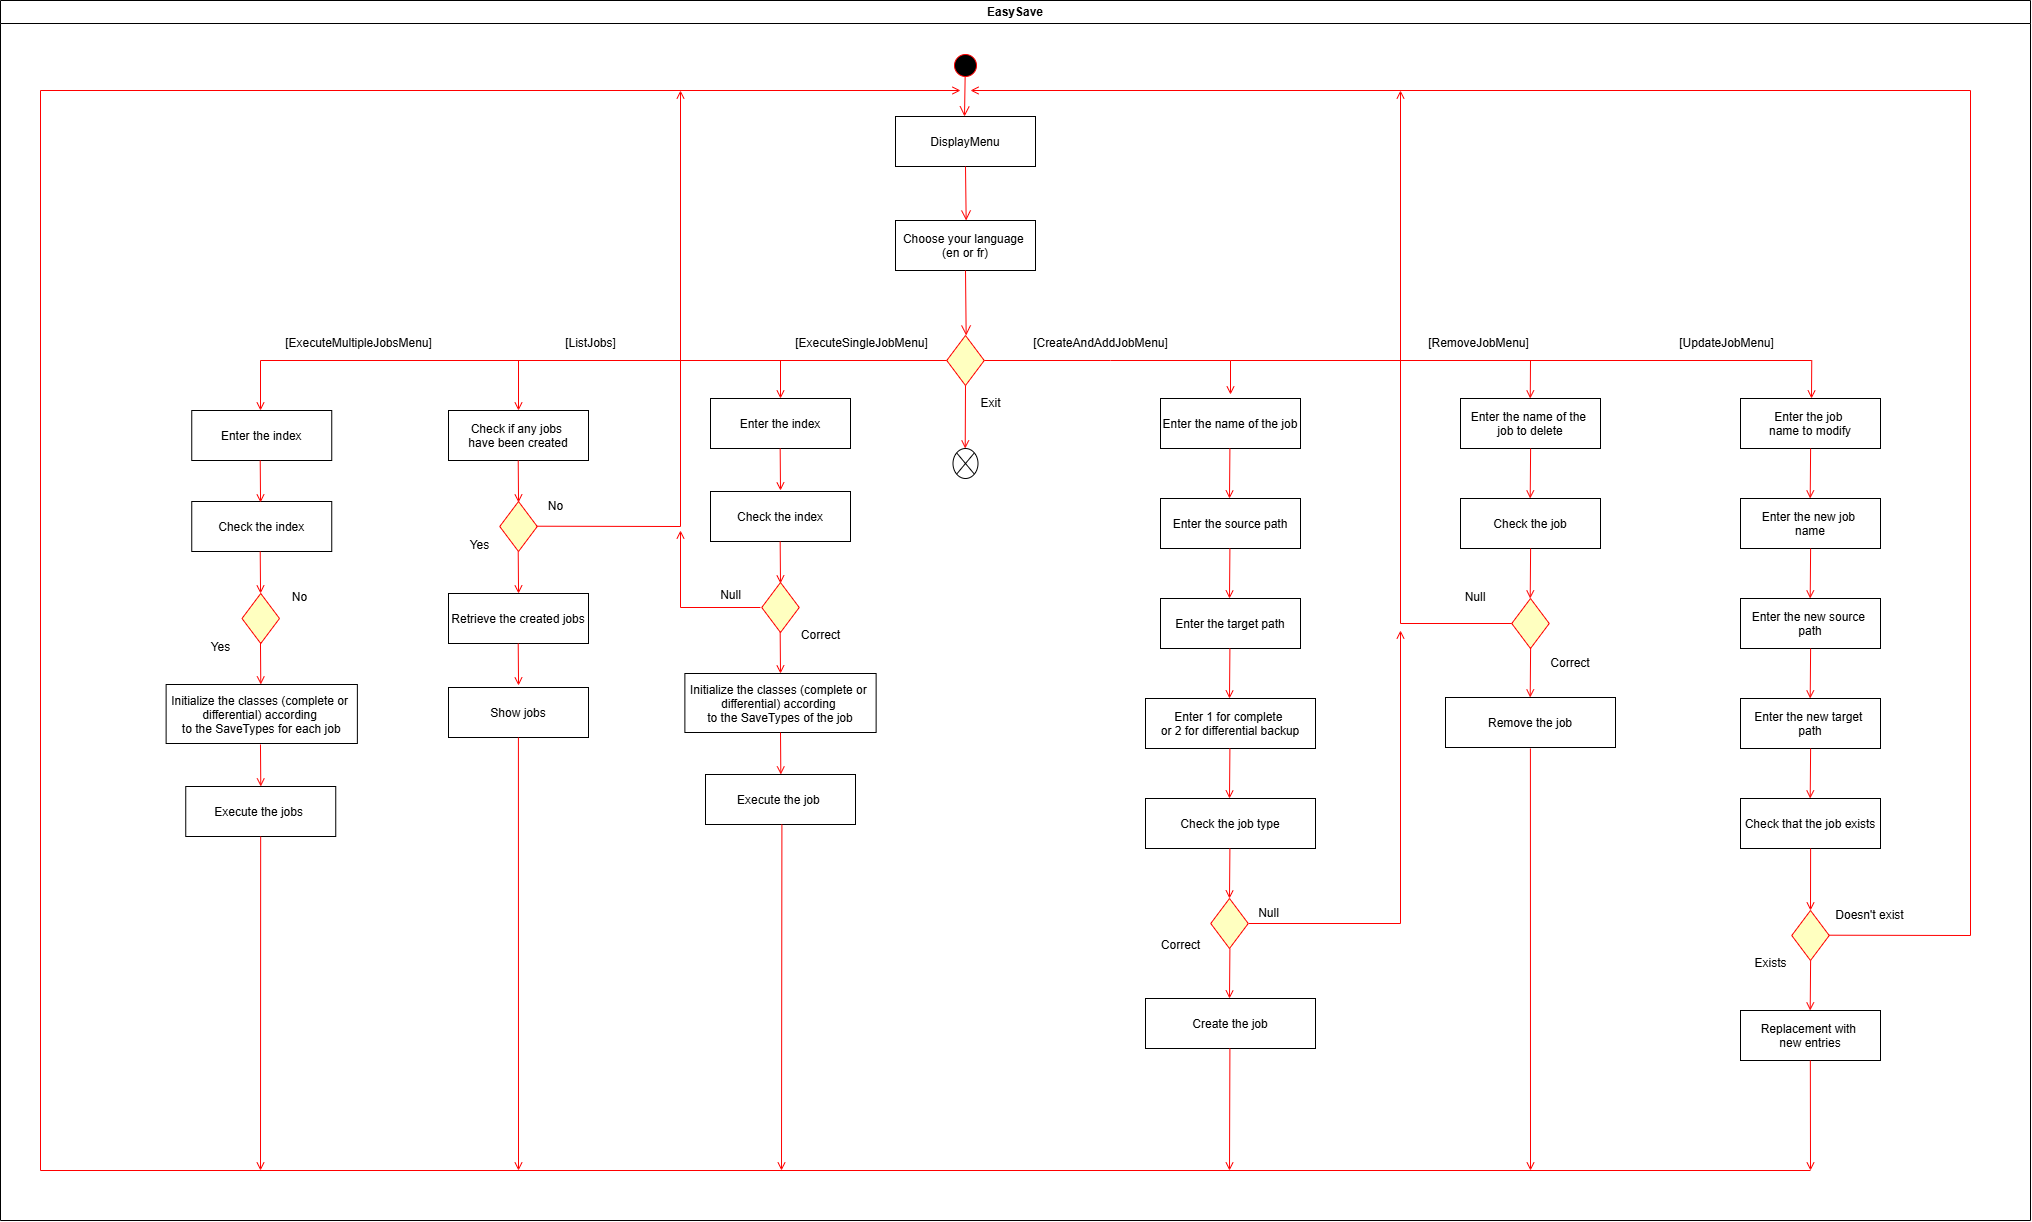 EasySave
DisplayMenu
Choose your language
(en or fr)
[ExecuteMultipleJobsMenu]
[ListJobs]
[ExecuteSingleJobMenu]
[CreateAndAddJobMenu]
[RemoveJobMenu]
[UpdateJobMenu]
Exit
Enter the index
Check the index
No
Yes
Initialize the classes (complete or
differential) according
to the SaveTypes for each job
Execute the jobs
Check if any jobs
have been created
No
Yes
Retrieve the created jobs
Show jobs
Enter the index
Check the index
Null
Correct
Initialize the classes (complete or
differential) according
to the SaveTypes of the job
Execute the job
Enter the name of the job
Enter the source path
Enter the target path
Enter 1 for complete
or 2 for differential backup
Check the job type
Null
Correct
Create the job
Enter the name of the
job to delete
Check the job
Null
Correct
Remove the job
Enter the job
name to modify
Enter the new job
name
Enter the new source
path
Enter the new target
path
Check that the job exists
Doesn't exist
Exists
Replacement with
new entries